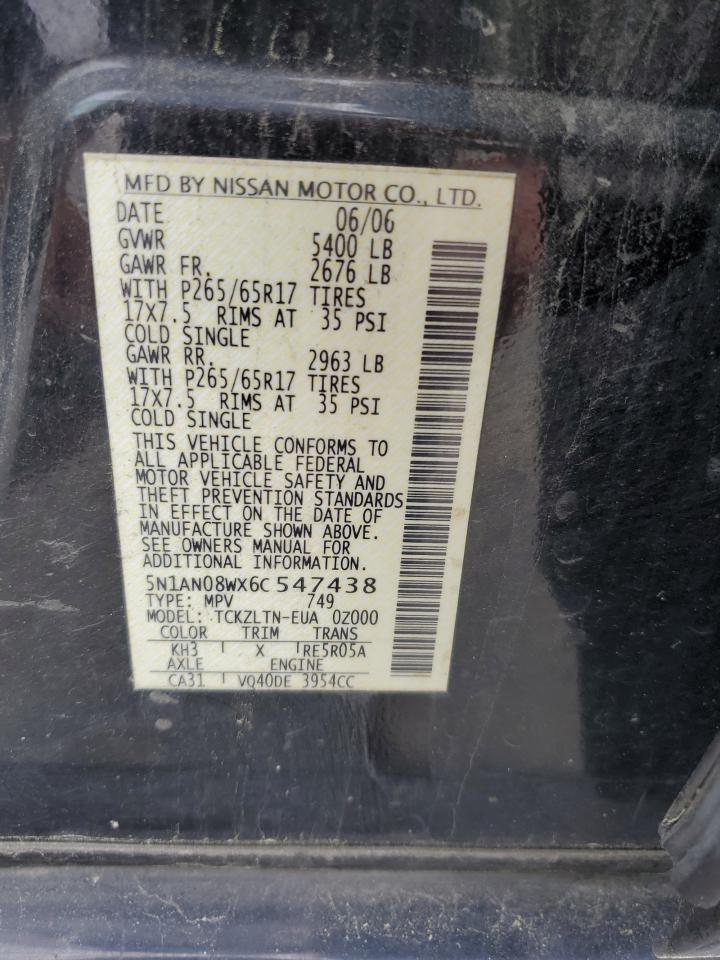 MFD BY NISSAN MOTOR CO., LTD.
DATE 06/06
GVWR 5400 LB
GAWR FR. 2676 LB
WITH P265/65R17 TIRES
17X7.5 RIMS AT 35 PSI
COLD SINGLE
GAWR RR. 2963 LB
WITH P265/65R17 TIRES
17X7.5 RIMS AT 35 PSI
COLD SINGLE
THIS VEHICLE CONFORMS TO
ALL APPLICABLE FEDERAL
MOTOR VEHICLE SAFETY AND
THEFT PREVENTION STANDARDS
IN EFFECT ON THE DATE OF
MANUFACTURE SHOWN ABOVE.
SEE OWNERS MANUAL FOR
ADDITIONAL INFORMATION.
5N1AN08WX6C547438
TYPE: MPV 749
MODEL: TCKZLTN-EUA 0Z000
COLOR TRIM TRANS
KH3 X RE5R05A
AXLE ENGINE
CA31 VQ40DE 3954CC